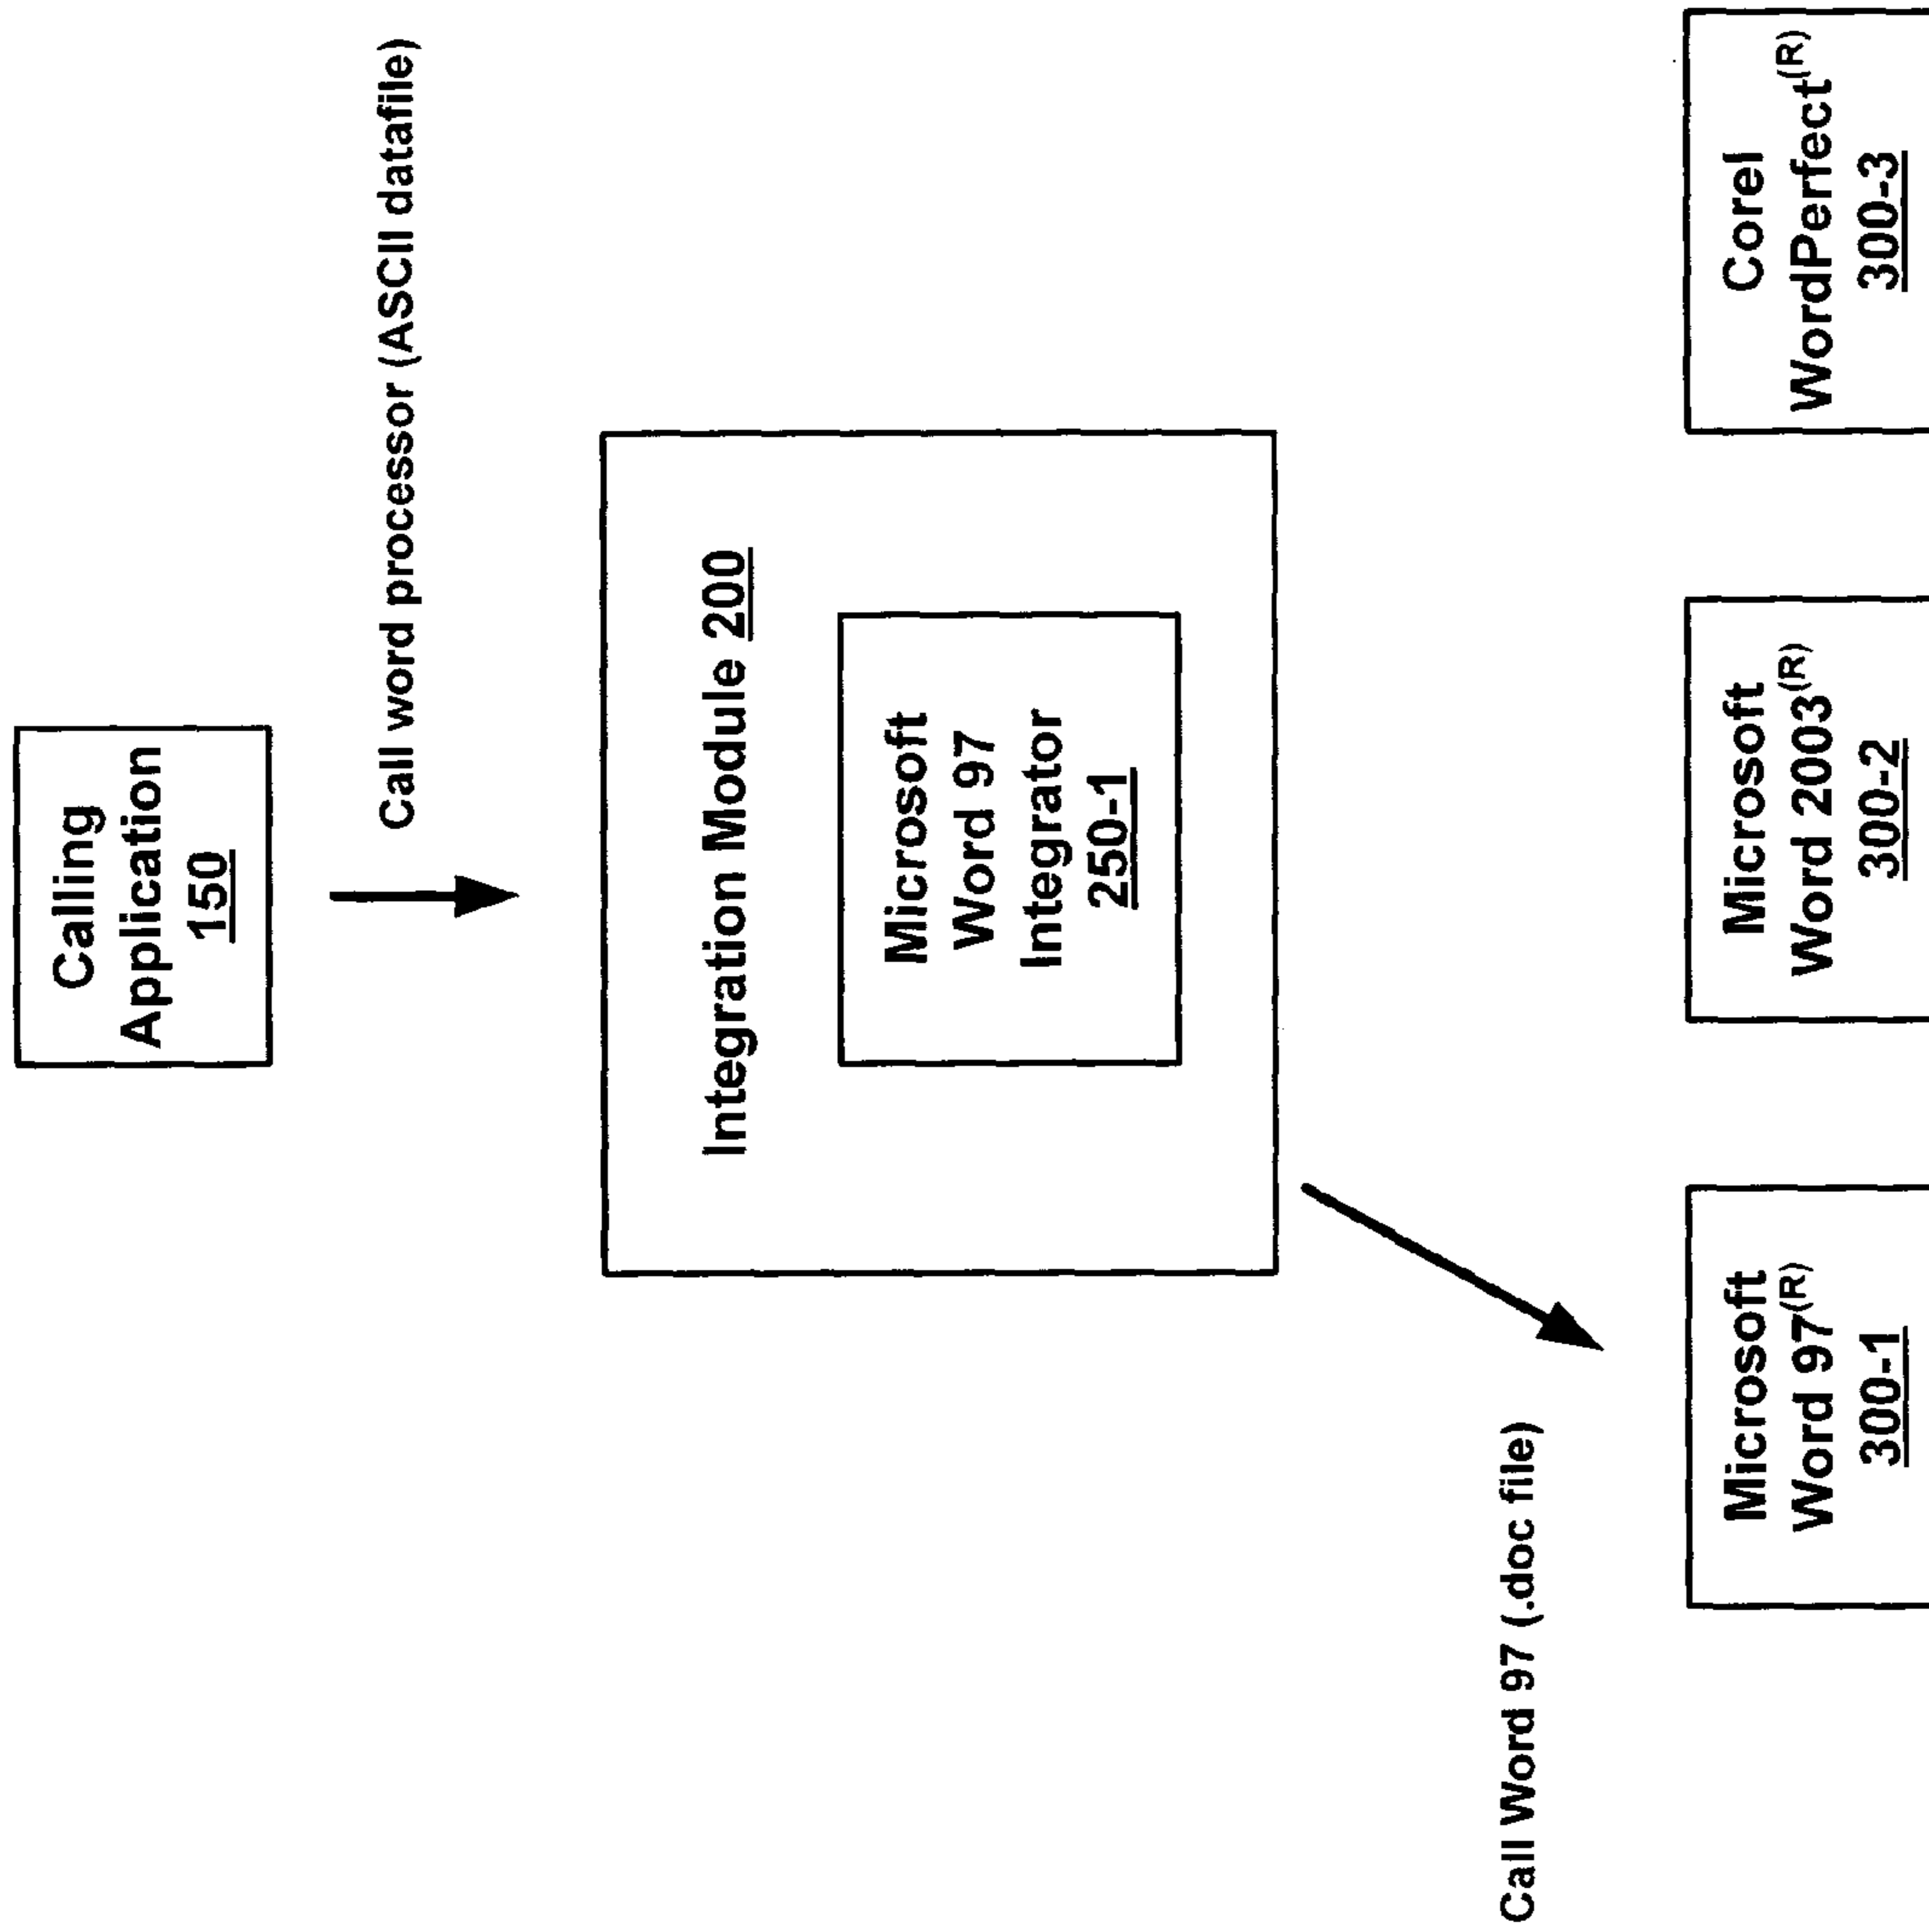 Calling
Application
150
Call word processor (ASCII datafile)
Integration Module 200
Microsoft
Word 97
Integrator
250-1
Call Word 97 (.doc file)
Microsoft
Word 97(R)
300-1
Microsoft
Word 2003(R)
300-2
Corel
WordPerfect(R)
300-3